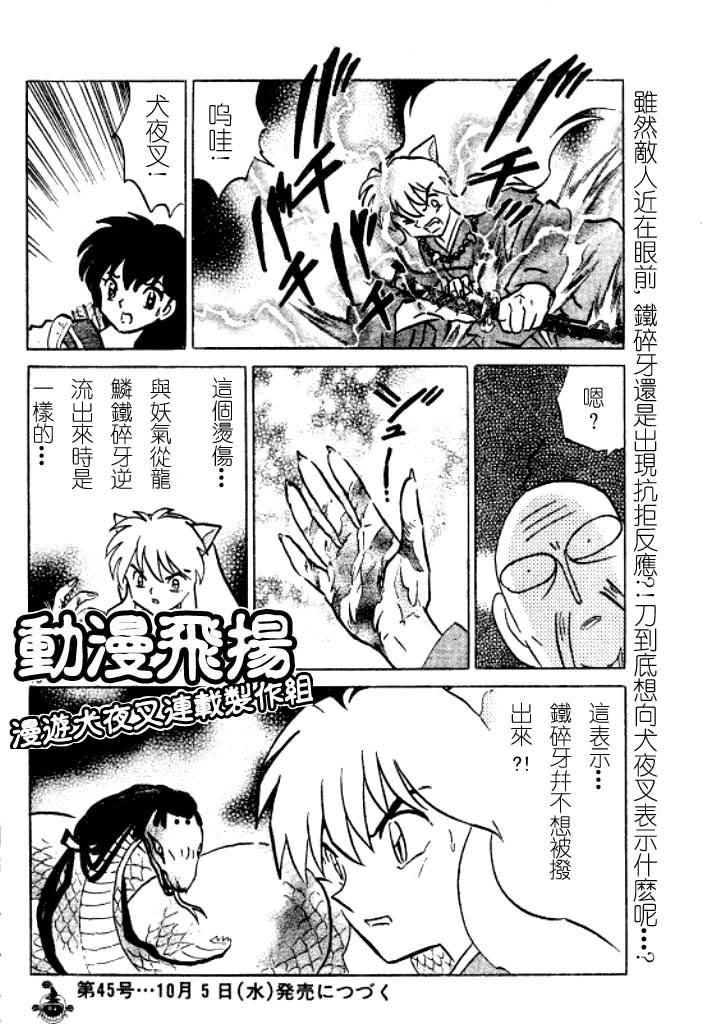 雖然敵人近在眼前,鐵碎牙還是出現抗拒反應?!刀到底想向犬夜叉表示什麼呢…?
嗚哇!
バチ
バチ
バチ
バチ
犬夜叉!
嗯?
じっ…
這個燙傷…
與妖氣從龍
鱗鐵碎牙逆
流出來時是
一樣的…
動漫飛揚
漫遊犬夜叉連載製作組
這表示…
鐵碎牙幷不想被
撥出來?!
第45号…10月5日(水)発売につづく